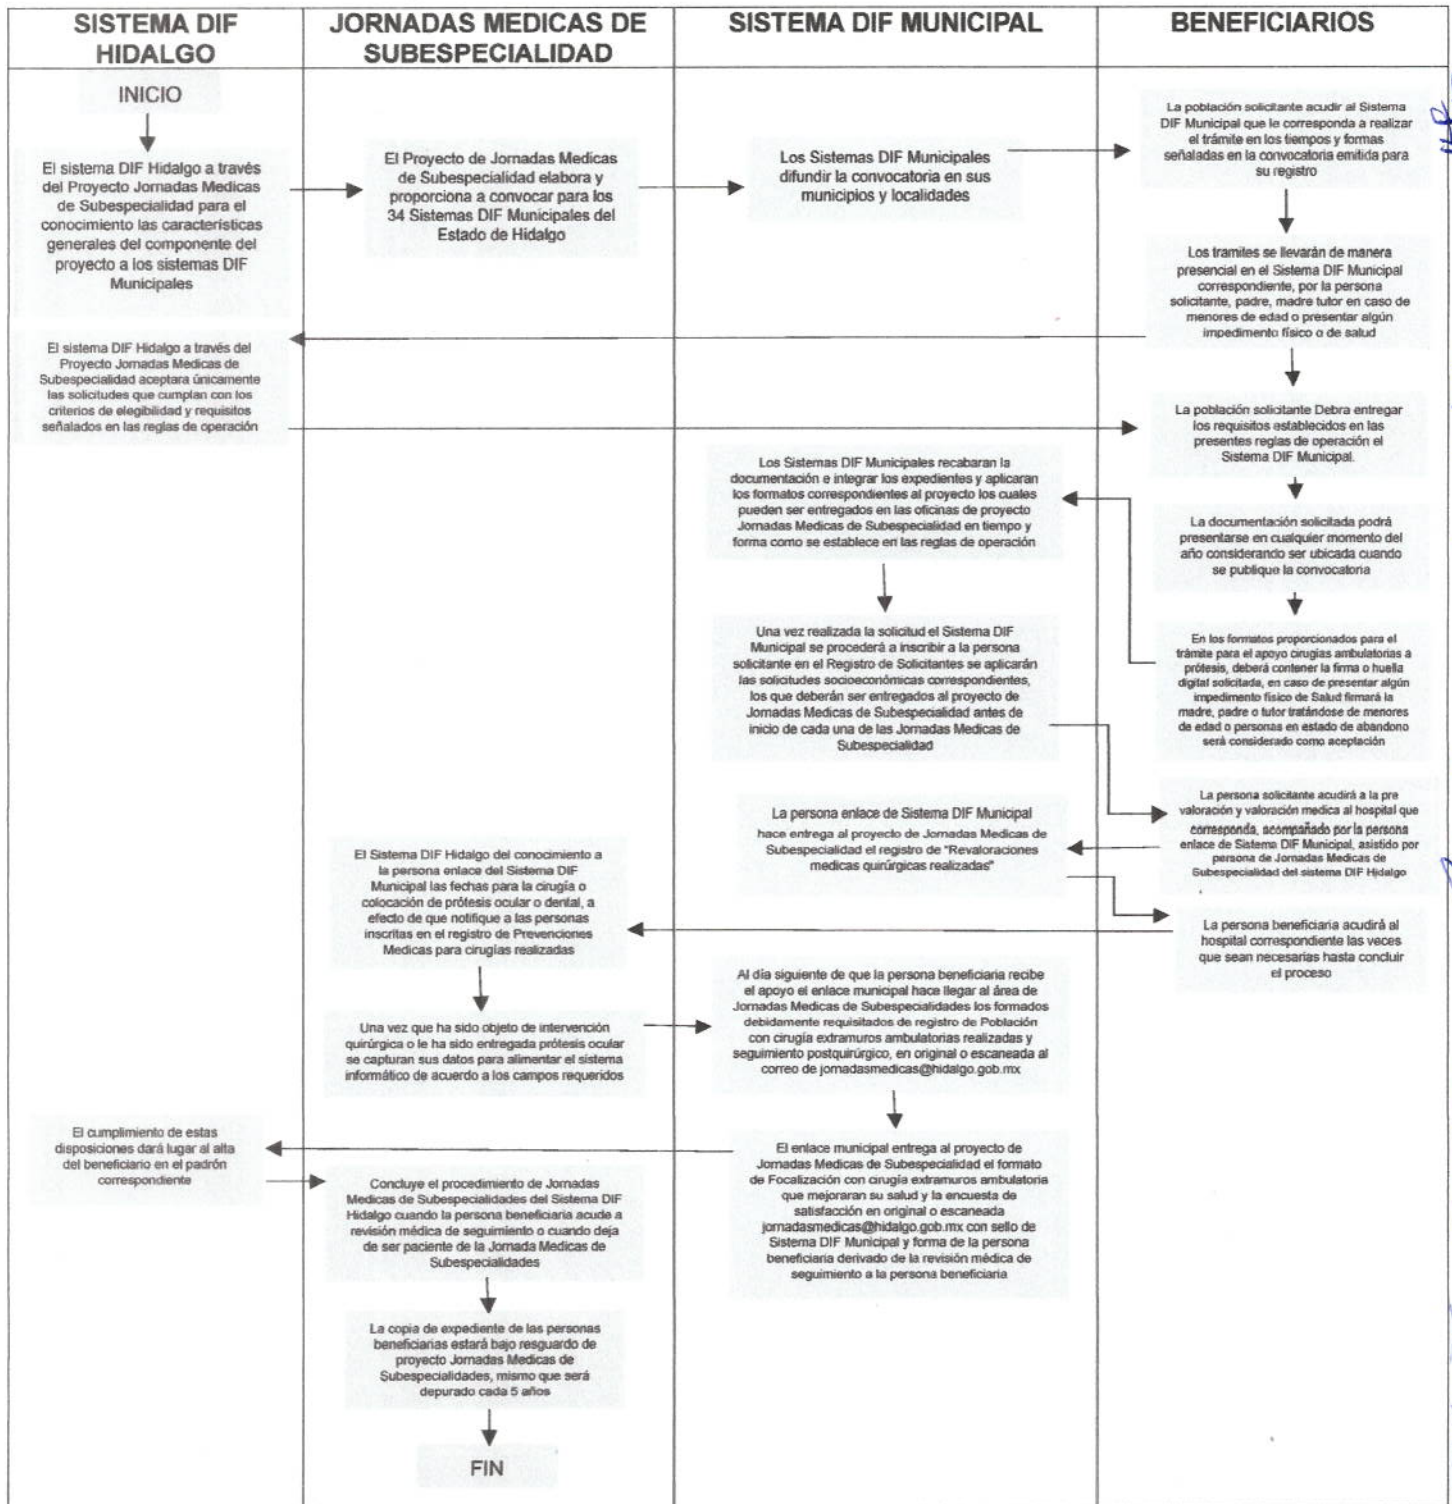 SISTEMA DIF
HIDALGO
JORNADAS MEDICAS DE
SUBESPECIALIDAD
SISTEMA DIF MUNICIPAL
BENEFICIARIOS
INICIO
El sistema DIF Hidalgo a través
del Proyecto Jornadas Medicas
de Subespecialidad para el
conocimiento las características
generales del componente del
proyecto a los sistemas DIF
Municipales
El Proyecto de Jornadas Medicas
de Subespecialidad elabora y
proporciona a convocar para los
34 Sistemas DIF Municipales del
Estado de Hidalgo
Los Sistemas DIF Municipales
difundir la convocatoria en sus
municipios y localidades
La población solicitante acudir al Sistema
DIF Municipal que le corresponda a realizar
el trámite en los tiempos y formas
señaladas en la convocatoria emitida para
su registro
Los tramites se llevarán de manera
presencial en el Sistema DIF Municipal
correspondiente, por la persona
solicitante, padre, madre tutor en caso de
menores de edad o presentar algún
impedimento físico o de salud
El sistema DIF Hidalgo a través del
Proyecto Jornadas Medicas de
Subespecialidad aceptara únicamente
las solicitudes que cumplan con los
criterios de elegibilidad y requisitos
señalados en las reglas de operación
La población solicitante Debra entregar
los requisitos establecidos en las
presentes reglas de operación el
Sistema DIF Municipal.
La documentación solicitada podrá
presentarse en cualquier momento del
año considerando ser ubicada cuando
se publique la convocatoria
En los formatos proporcionados para el
trámite para el apoyo cirugías ambulatorias a
prótesis, deberá contener la firma o huella
digital solicitada, en caso de presentar algún
impedimento físico de Salud firmará la
madre, padre o tutor tratándose de menores
de edad o personas en estado de abandono
será considerado como aceptación
Los Sistemas DIF Municipales recabaran la
documentación e integrar los expedientes y aplicaran
los formatos correspondientes al proyecto los cuales
pueden ser entregados en las oficinas de proyecto
Jornadas Medicas de Subespecialidad en tiempo y
forma como se establece en las reglas de operación
Una vez realizada la solicitud el Sistema DIF
Municipal se procederá a inscribir a la persona
solicitante en el Registro de Solicitantes se aplicarán
las solicitudes socioeconómicas correspondientes,
los que deberán ser entregados al proyecto de
Jornadas Medicas de Subespecialidad antes de
inicio de cada una de las Jornadas Medicas de
Subespecialidad
La persona solicitante acudirá a la pre
valoración y valoración medica al hospital que
corresponda, acompañado por la persona
enlace de Sistema DIF Municipal, asistido por
persona de Jornadas Medicas de
Subespecialidad del sistema DIF Hidalgo
La persona enlace de Sistema DIF Municipal
hace entrega al proyecto de Jornadas Medicas de
Subespecialidad el registro de "Revaloraciones
medicas quirúrgicas realizadas"
La persona beneficiaria acudirá al
hospital correspondiente las veces
que sean necesarias hasta concluir
el proceso
El Sistema DIF Hidalgo del conocimiento a
la persona enlace del Sistema DIF
Municipal las fechas para la cirugía o
colocación de prótesis ocular o dental, a
efecto de que notifique a las personas
inscritas en el registro de Prevenciones
Medicas para cirugías realizadas
Una vez que ha sido objeto de intervención
quirúrgica o le ha sido entregada prótesis ocular
se capturan sus datos para alimentar el sistema
informático de acuerdo a los campos requeridos
Al día siguiente de que la persona beneficiaria recibe
el apoyo el enlace municipal hace llegar al área de
Jornadas Medicas de Subespecialidades los formados
debidamente requisitados de registro de Población
con cirugía extramuros ambulatorias realizadas y
seguimiento postquirúrgico, en original o escaneada al
correo de jornadasmedicas@hidalgo.gob.mx
El enlace municipal entrega al proyecto de
Jornadas Medicas de Subespecialidad el formato
de Focalización con cirugía extramuros ambulatoria
que mejoraran su salud y la encuesta de
satisfacción en original o escaneada
jornadasmedicas@hidalgo.gob.mx con sello de
Sistema DIF Municipal y forma de la persona
beneficiaria derivado de la revisión médica de
seguimiento a la persona beneficiaria
El cumplimiento de estas
disposiciones dará lugar al alta
del beneficiario en el padrón
correspondiente
Concluye el procedimiento de Jornadas
Medicas de Subespecialidades del Sistema DIF
Hidalgo cuando la persona beneficiaria acude a
revisión médica de seguimiento o cuando deja
de ser paciente de la Jornada Medicas de
Subespecialidades
La copia de expediente de las personas
beneficiarias estará bajo resguardo de
proyecto Jornadas Medicas de
Subespecialidades, mismo que será
depurado cada 5 años
FIN